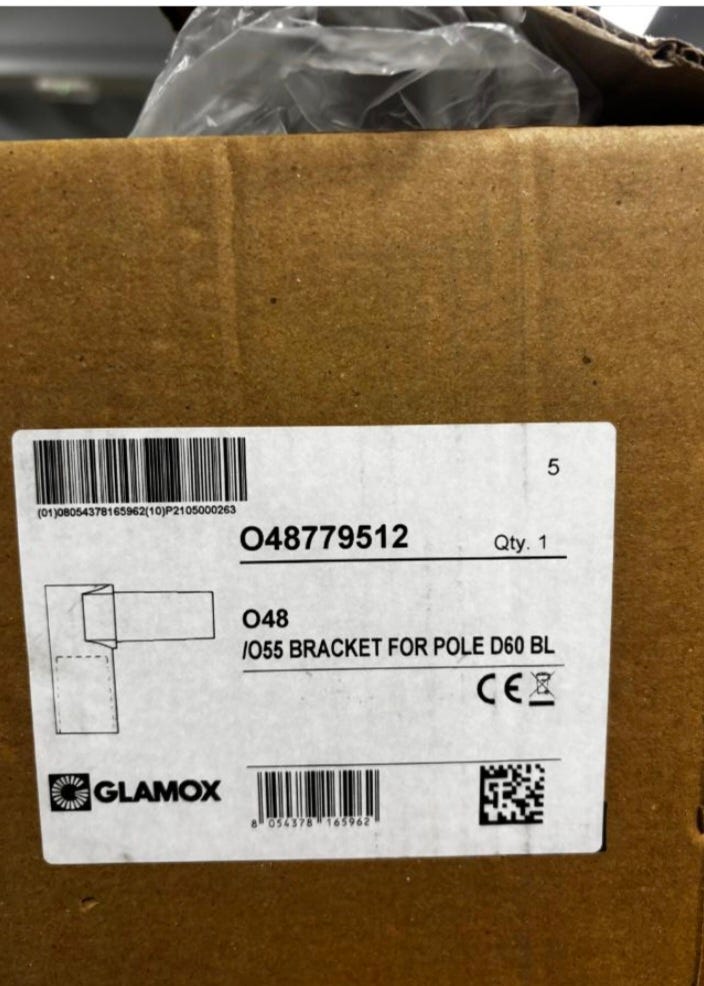 (01)08054378165962(10)P2105000263
5
O48779512
Qty. 1
O48
/O55 BRACKET FOR POLE D60 BL
CE
GLAMOX
8 054378 165962